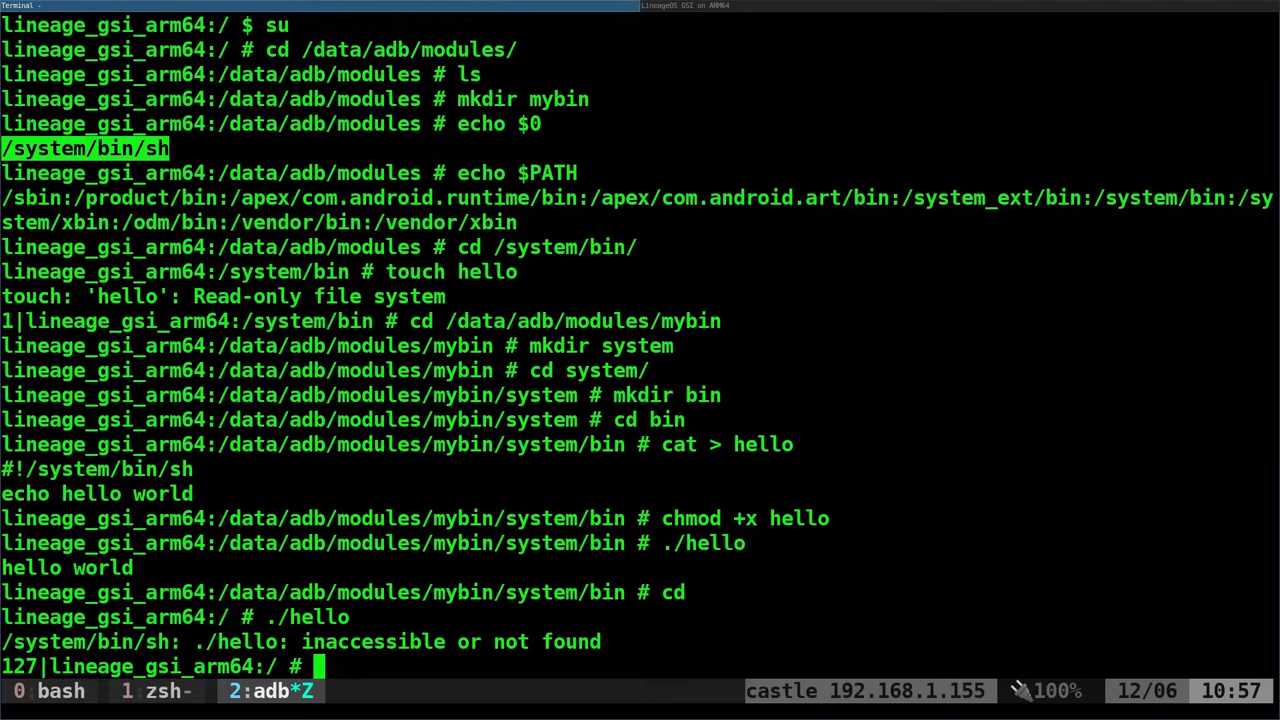 Terminal -
LineageOS GSI on ARM64
lineage_gsi_arm64:/ $ su
lineage_gsi_arm64:/ # cd /data/adb/modules/
lineage_gsi_arm64:/data/adb/modules # ls
lineage_gsi_arm64:/data/adb/modules # mkdir mybin
lineage_gsi_arm64:/data/adb/modules # echo $0
/system/bin/sh
lineage_gsi_arm64:/data/adb/modules # echo $PATH
/sbin:/product/bin:/apex/com.android.runtime/bin:/apex/com.android.art/bin:/system_ext/bin:/system/bin:/sy
stem/xbin:/odm/bin:/vendor/bin:/vendor/xbin
lineage_gsi_arm64:/data/adb/modules # cd /system/bin/
lineage_gsi_arm64:/system/bin # touch hello
touch: 'hello': Read-only file system
1|lineage_gsi_arm64:/system/bin # cd /data/adb/modules/mybin
lineage_gsi_arm64:/data/adb/modules/mybin # mkdir system
lineage_gsi_arm64:/data/adb/modules/mybin # cd system/
lineage_gsi_arm64:/data/adb/modules/mybin/system # mkdir bin
lineage_gsi_arm64:/data/adb/modules/mybin/system # cd bin
lineage_gsi_arm64:/data/adb/modules/mybin/system/bin # cat > hello
#!/system/bin/sh
echo hello world
lineage_gsi_arm64:/data/adb/modules/mybin/system/bin # chmod +x hello
lineage_gsi_arm64:/data/adb/modules/mybin/system/bin # ./hello
hello world
lineage_gsi_arm64:/data/adb/modules/mybin/system/bin # cd
lineage_gsi_arm64:/ # ./hello
/system/bin/sh: ./hello: inaccessible or not found
127|lineage_gsi_arm64:/ #
0 bash 1:zsh- 2:adb*Z castle 192.168.1.155 100% 12/06 10:57